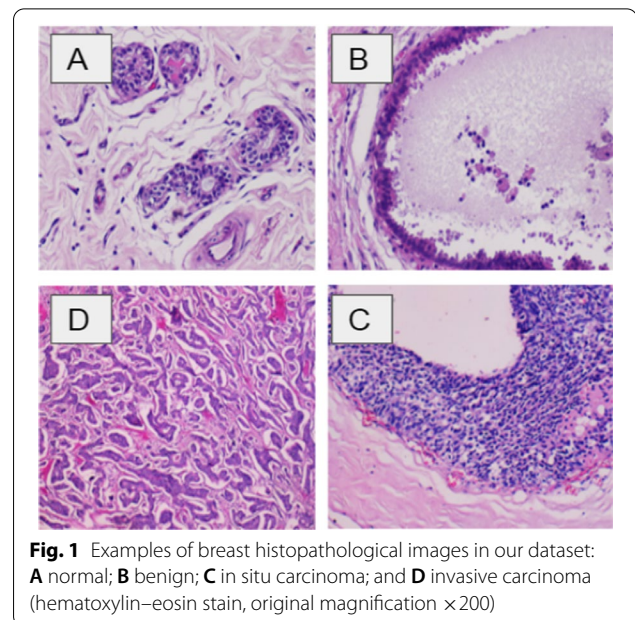 A
B
D
C
Fig. 1 Examples of breast histopathological images in our dataset:
A normal; B benign; C in situ carcinoma; and D invasive carcinoma
(hematoxylin–eosin stain, original magnification ×200)